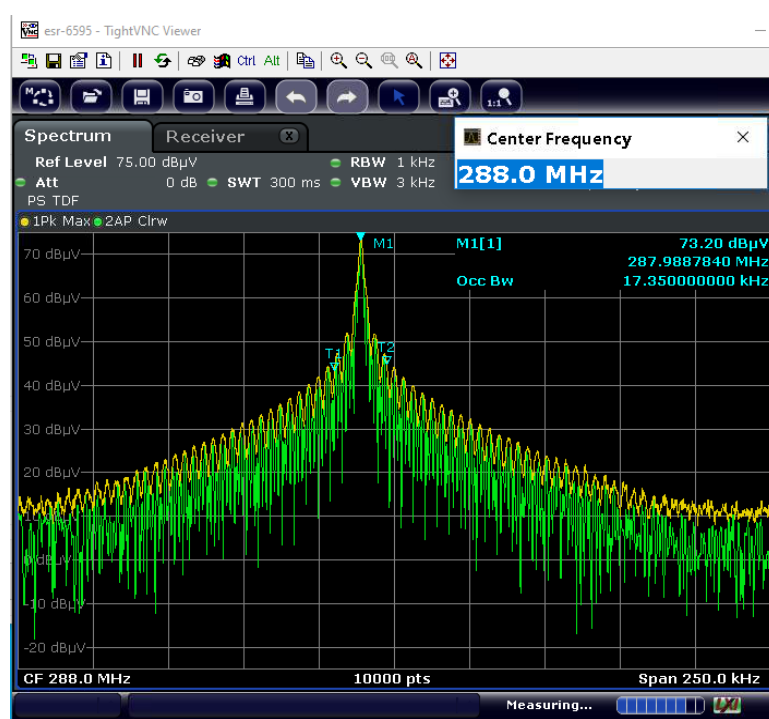 esr-6595 - TightVNC Viewer
Ctrl Alt
Spectrum Receiver
Center Frequency
288.0 MHz
Ref Level 75.00 dBµV RBW 1 kHz
Att 0 dB SWT 300 ms VBW 3 kHz
PS TDF
1Pk Max 2AP Clrw
M1
M1[1] 73.20 dBµV
287.9887840 MHz
Occ Bw 17.350000000 kHz
70 dBµV
60 dBµV
50 dBµV
T1 T2
40 dBµV
30 dBµV
20 dBµV
10 dBµV
0 dBµV
-10 dBµV
-20 dBµV
CF 288.0 MHz 10000 pts Span 250.0 kHz
Measuring...
LXI